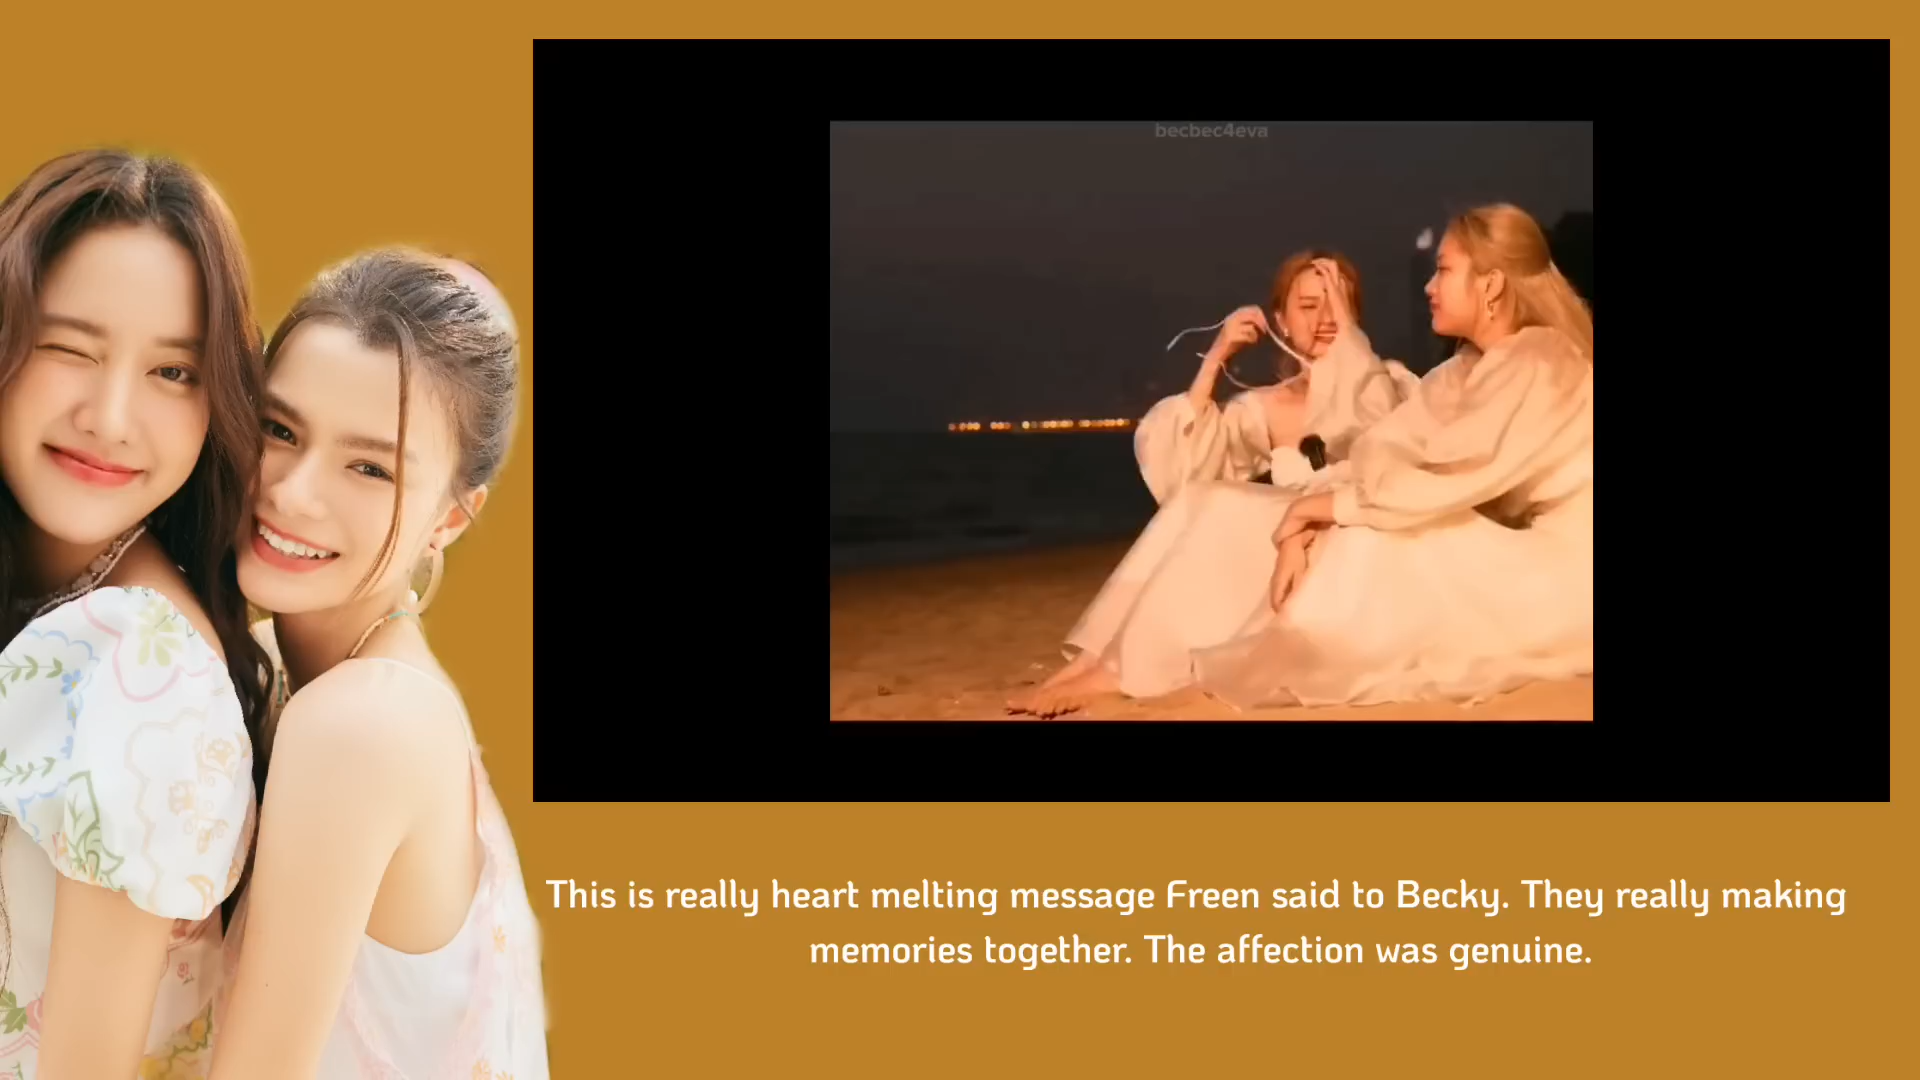 becbec4eva
This is really heart melting message Freen said to Becky. They really making
memories together. The affection was genuine.